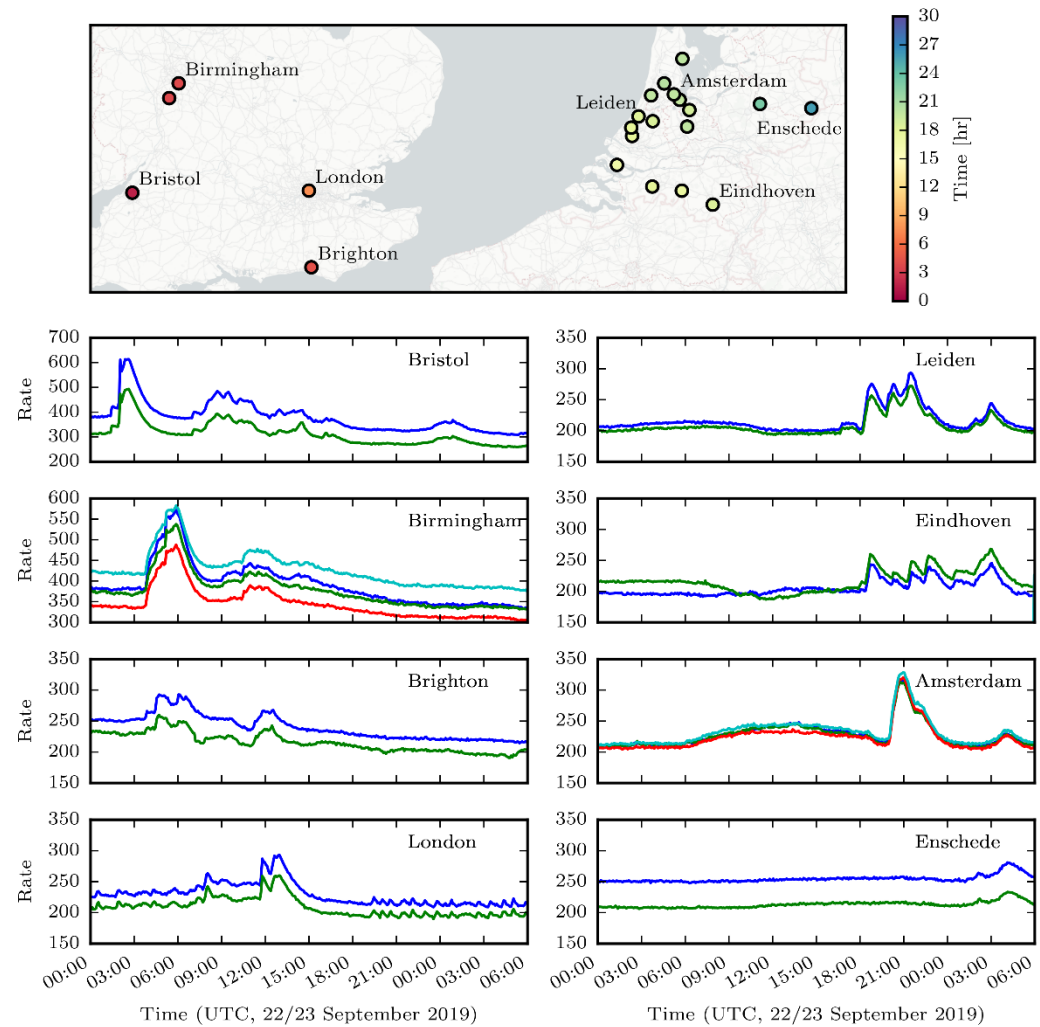 Birmingham
Bristol
London
Brighton
Leiden
Amsterdam
Enschede
Eindhoven
30
27
24
21
18
15
12
9
6
3
0
Time [hr]
700
600
500
400
300
200
Rate
Bristol
350
300
250
200
150
Leiden
600
550
500
450
400
350
300
Rate
Birmingham
350
300
250
200
150
Eindhoven
350
300
250
200
150
Rate
Brighton
350
300
250
200
150
Amsterdam
350
300
250
200
150
Rate
London
350
300
250
200
150
Enschede
00:00 03:00 06:00 09:00 12:00 15:00 18:00 21:00 00:00 03:00 06:00
Time (UTC, 22/23 September 2019)
00:00 03:00 06:00 09:00 12:00 15:00 18:00 21:00 00:00 03:00 06:00
Time (UTC, 22/23 September 2019)